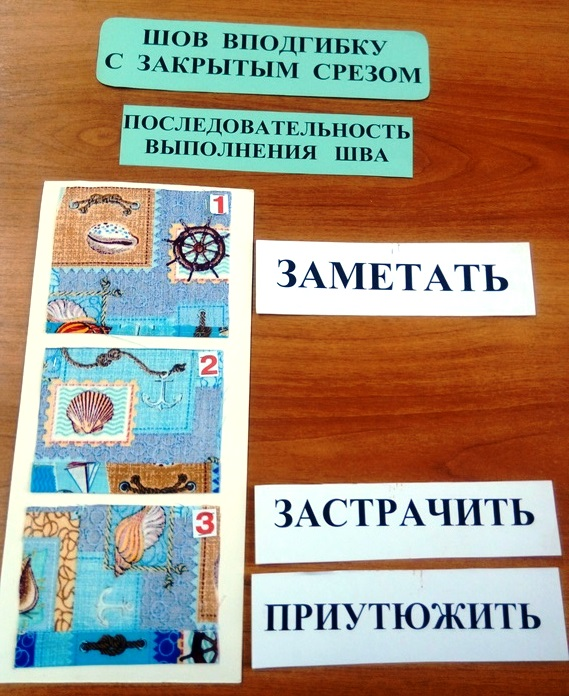 ШОВ ВПОДГИБКУ
С ЗАКРЫТЫМ СРЕЗОМ
ПОСЛЕДОВАТЕЛЬНОСТЬ
ВЫПОЛНЕНИЯ ШВА
1
ЗАМЕТАТЬ
2
3
ЗАСТРАЧИТЬ
ПРИУТЮЖИТЬ